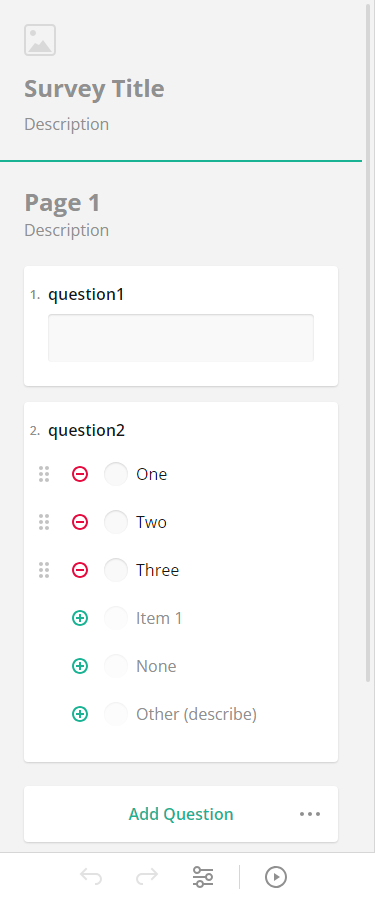 Survey Title
Description
Page 1
Description
1. question1
2. question2
One
Two
Three
Item 1
None
Other (describe)
Add Question